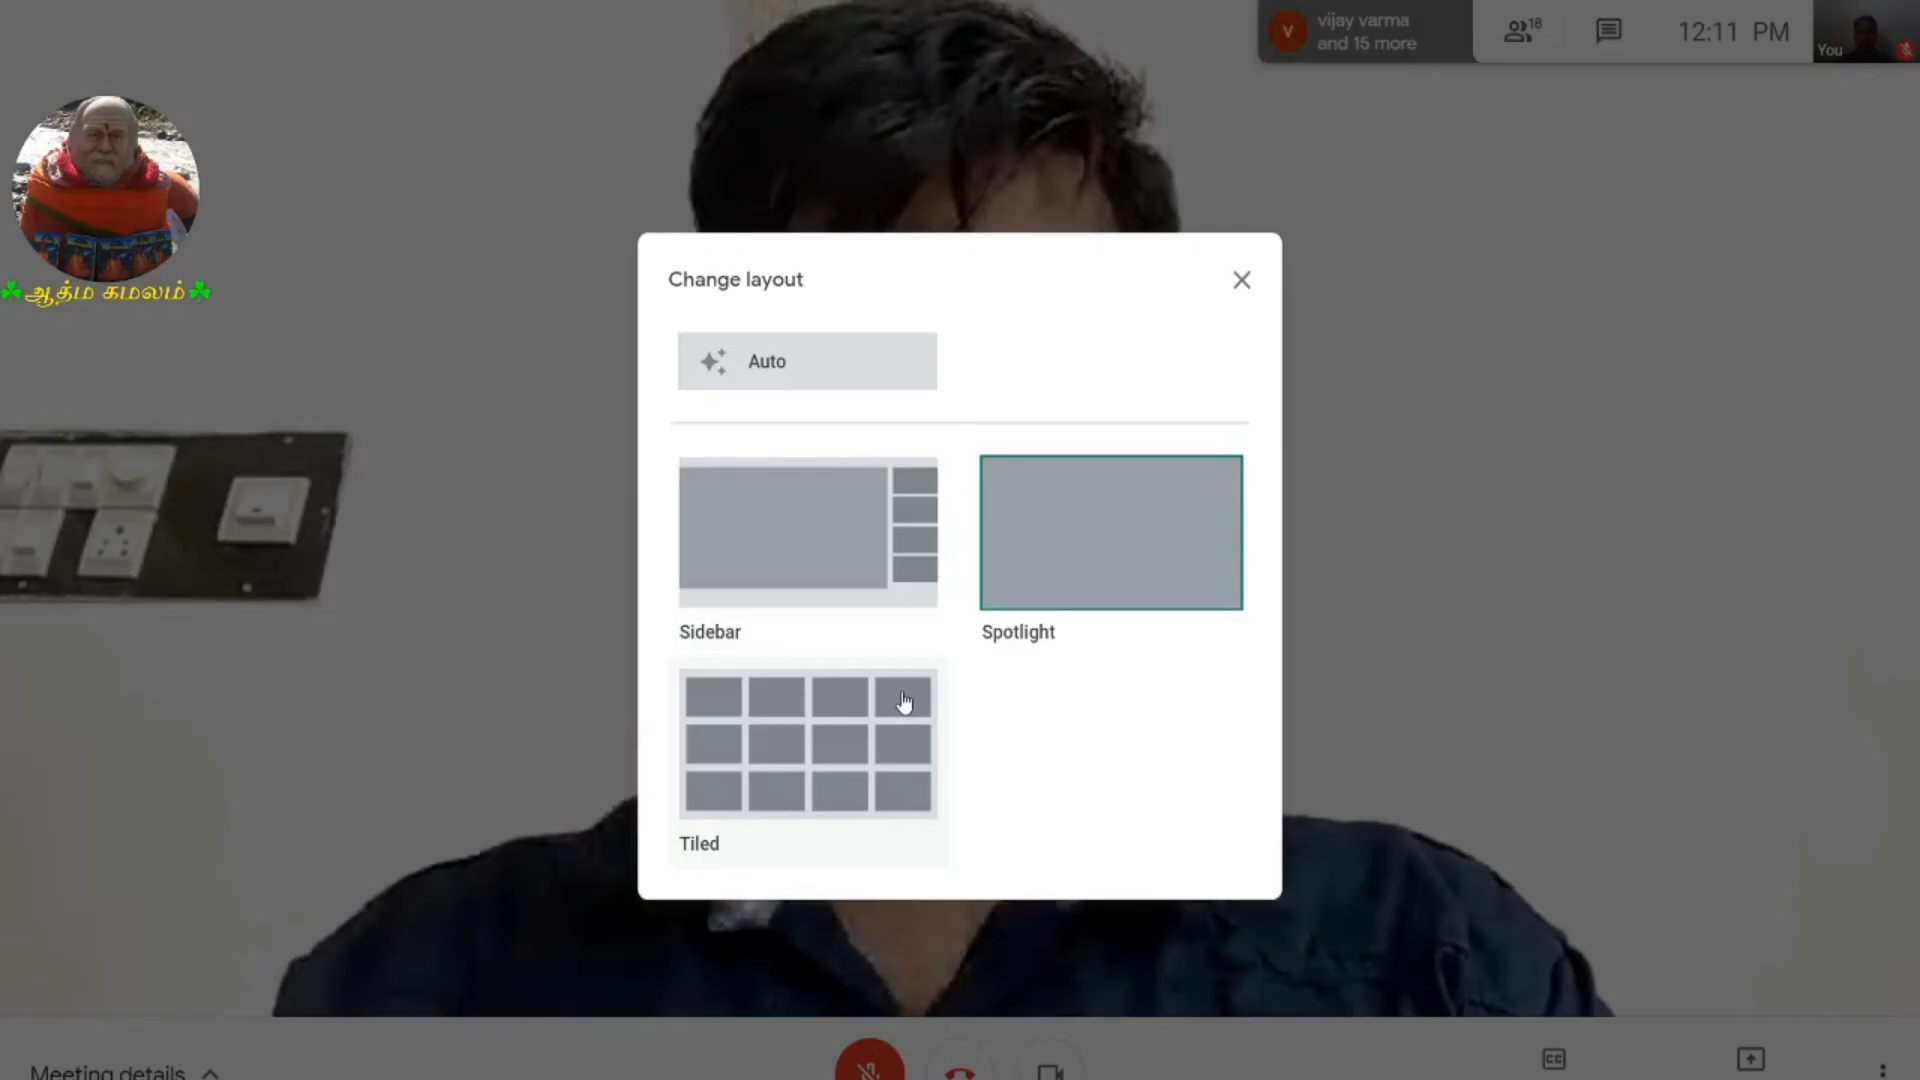 vijay varma
and 15 more
18
12:11 PM
V
You
☘ஆத்ம கமலம்☘
Change layout
Auto
Sidebar
Spotlight
Tiled
Meeting details
CC